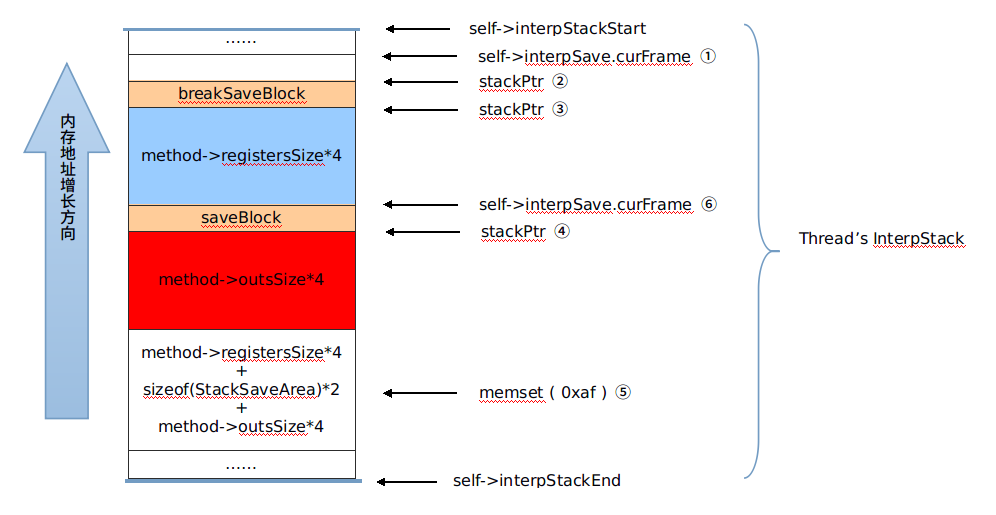 self->interpStackStart
......
self->interpSave.curFrame ①
stackPtr ②
breakSaveBlock
stackPtr ③
内存地址增长方向
method->registersSize*4
self->interpSave.curFrame ⑥
saveBlock
stackPtr ④
Thread’s InterpStack
method->outsSize*4
method->registersSize*4
+
sizeof(StackSaveArea)*2
+
method->outsSize*4
memset ( 0xaf ) ⑤
......
self->interpStackEnd